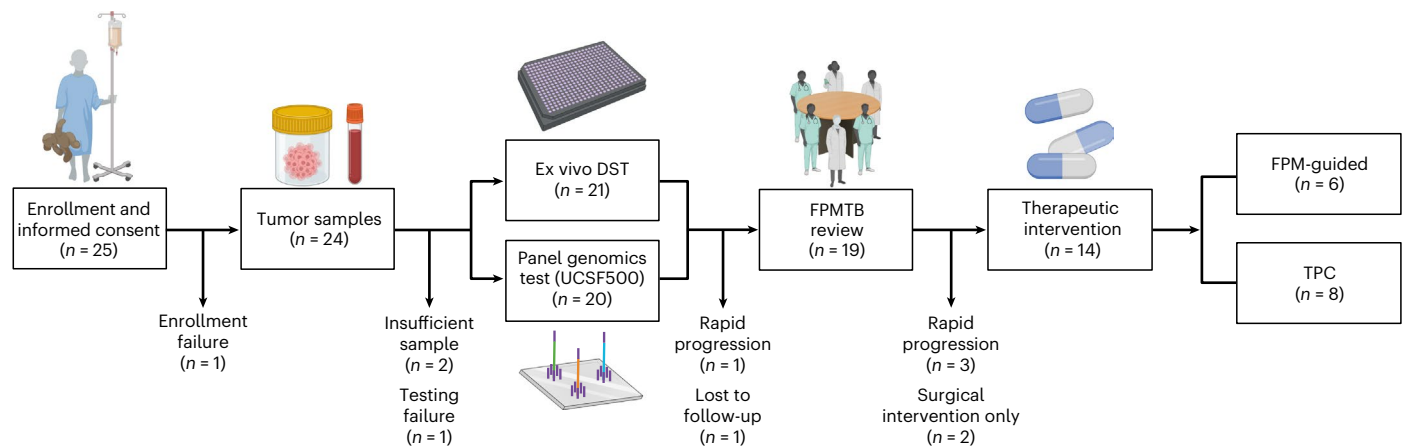 Enrollment and
informed consent
(n = 25)
Enrollment
failure
(n = 1)
Tumor samples
(n = 24)
Insufficient
sample
(n = 2)
Testing
failure
(n = 1)
Ex vivo DST
(n = 21)
Panel genomics
test (UCSF500)
(n = 20)
Rapid
progression
(n = 1)
Lost to
follow-up
(n = 1)
FPMTB
review
(n = 19)
Rapid
progression
(n = 3)
Surgical
intervention only
(n = 2)
Therapeutic
intervention
(n = 14)
FPM-guided
(n = 6)
TPC
(n = 8)